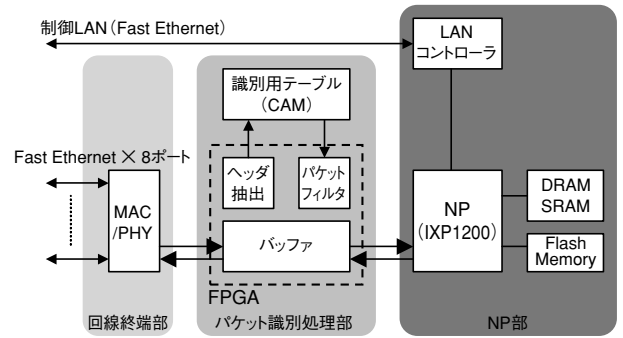 制御LAN(Fast Ethernet)
LAN
コントローラ
識別用テーブル
(CAM)
Fast Ethernet × 8ポート
ヘッダ
抽出
パケット
フィルタ
MAC
/PHY
バッファ
NP
(IXP1200)
DRAM
SRAM
Flash
Memory
FPGA
回線終端部
パケット識別処理部
NP部